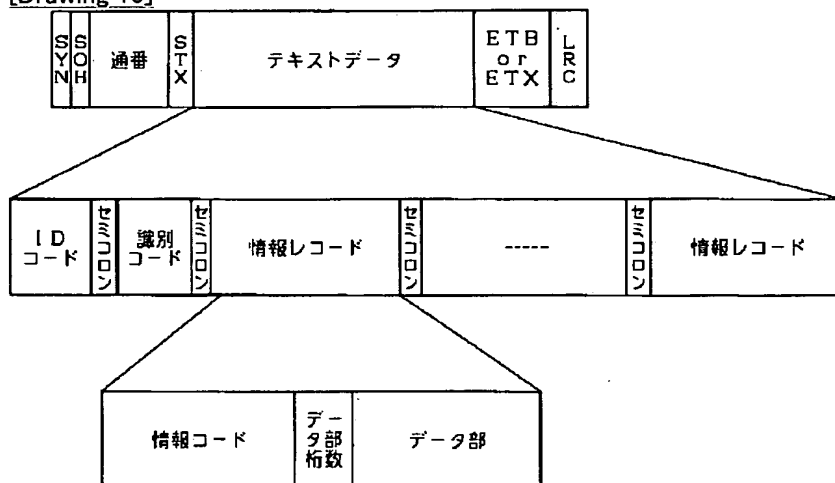 [Drawing 10]
SYN
SOH
通番
STX
テキストデータ
ETB
or
ETX
LRC
ID
コード
セミコロン
識別
コード
セミコロン
情報レコード
セミコロン
-----
セミコロン
情報レコード
情報コード
デー
タ部
桁数
データ部